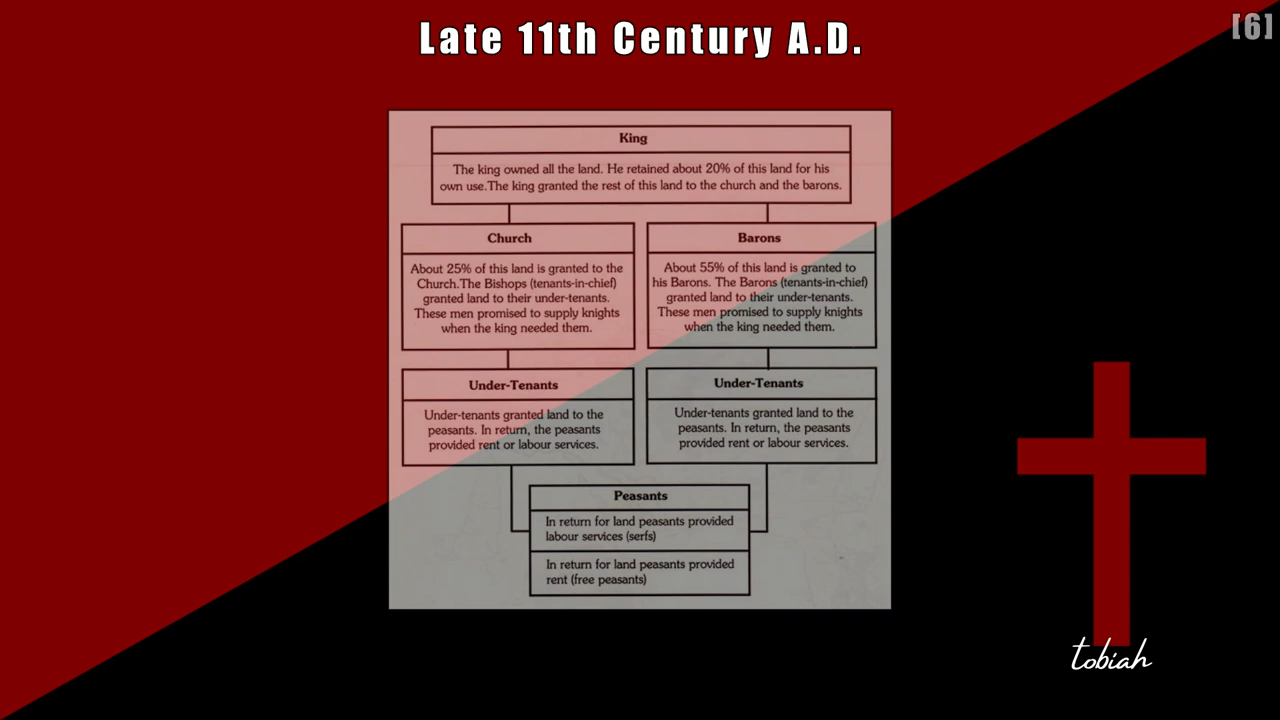 Late 11th Century A.D.
[6]
King
The king owned all the land. He retained about 20% of this land for his
own use.The king granted the rest of this land to the church and the barons.
Church
About 25% of this land is granted to the
Church.The Bishops (tenants-in-chief)
granted land to their under-tenants.
These men promised to supply knights
when the king needed them.
Barons
About 55% of this land is granted to
his Barons. The Barons (tenants-in-chief)
granted land to their under-tenants.
These men promised to supply knights
when the king needed them.
Under-Tenants
Under-tenants granted land to the
peasants. In return, the peasants
provided rent or labour services.
Under-Tenants
Under-tenants granted land to the
peasants. In return, the peasants
provided rent or labour services.
Peasants
In return for land peasants provided
labour services (serfs)
In return for land peasants provided
rent (free peasants)
tobiah